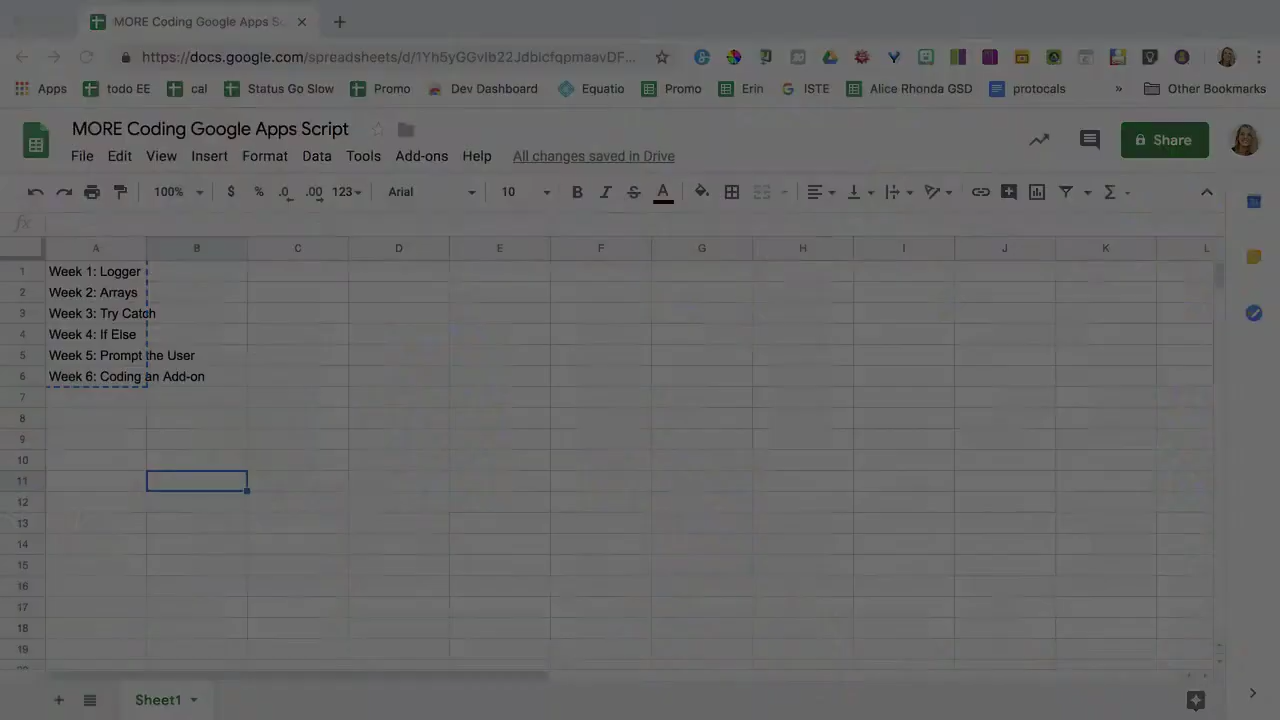 MORE Coding Google Apps Sc
https://docs.google.com/spreadsheets/d/1Yh5yGGvIb22JdbicfqpmaavDF...
Apps todo EE cal Status Go Slow Promo Dev Dashboard Equatio Promo Erin ISTE Alice Rhonda GSD protocals » Other Bookmarks
MORE Coding Google Apps Script
File Edit View Insert Format Data Tools Add-ons Help All changes saved in Drive
Share
100% $ % .0 .00 123 Arial 10 B I S A Σ
fx
A B C D E F G H I J K L
1 Week 1: Logger
2 Week 2: Arrays
3 Week 3: Try Catch
4 Week 4: If Else
5 Week 5: Prompt the User
6 Week 6: Coding an Add-on
7
8
9
10
11
12
13
14
15
16
17
18
19
Sheet1